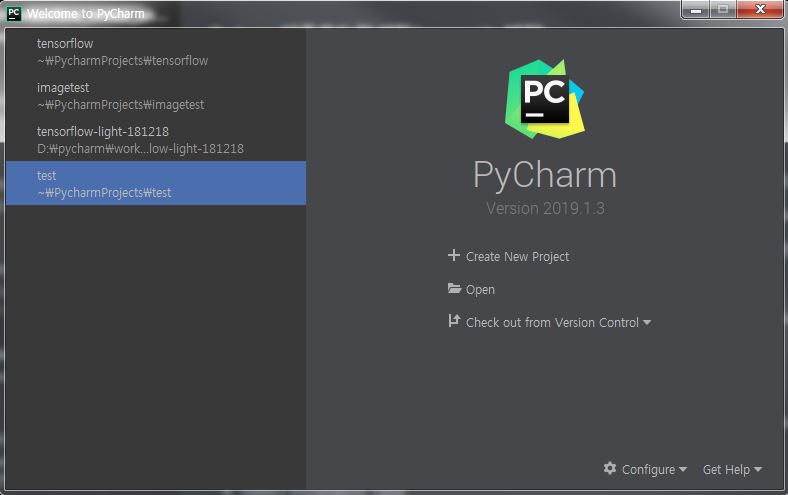 Welcome to PyCharm
tensorflow
~₩PycharmProjects₩tensorflow
imagetest
~₩PycharmProjects₩imagetest
tensorflow-light-181218
D:₩pycharm₩work...low-light-181218
test
~₩PycharmProjects₩test
PC
PyCharm
Version 2019.1.3
Create New Project
Open
Check out from Version Control
Configure
Get Help